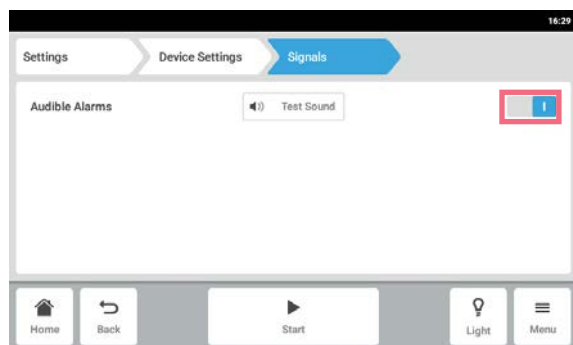 16:29
Settings Device Settings Signals
Audible Alarms Test Sound I
Home Back Start Light Menu